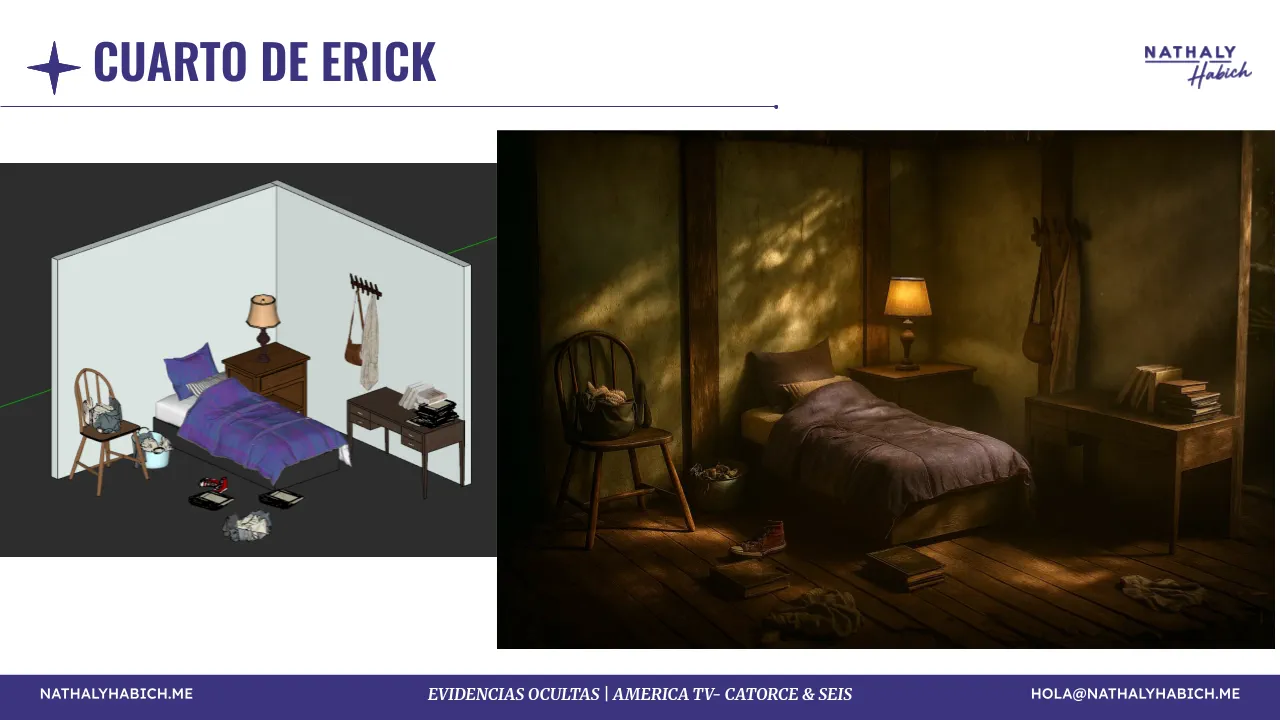 CUARTO DE ERICK
NATHALY
Habich
NATHALYHABICH.ME
EVIDENCIAS OCULTAS | AMERICA TV- CATORCE & SEIS
HOLA@NATHALYHABICH.ME